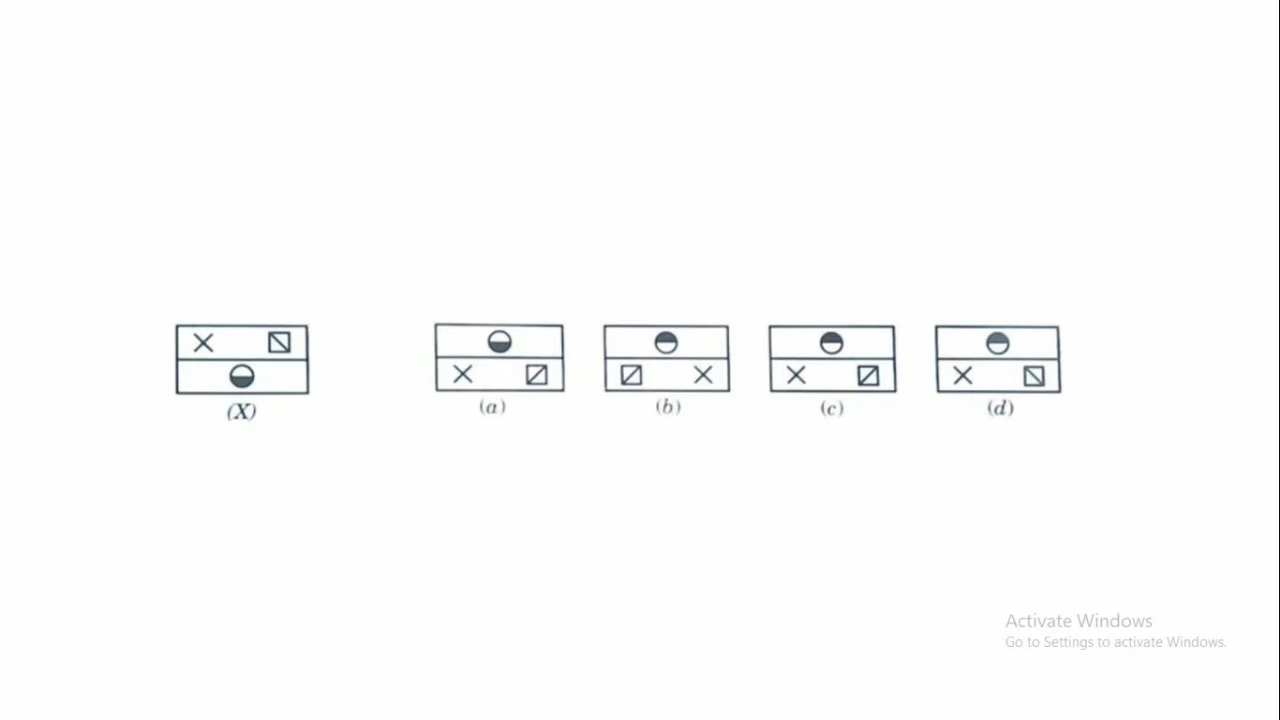 (X) (a) (b) (c) (d)
Activate Windows
Go to Settings to activate Windows.